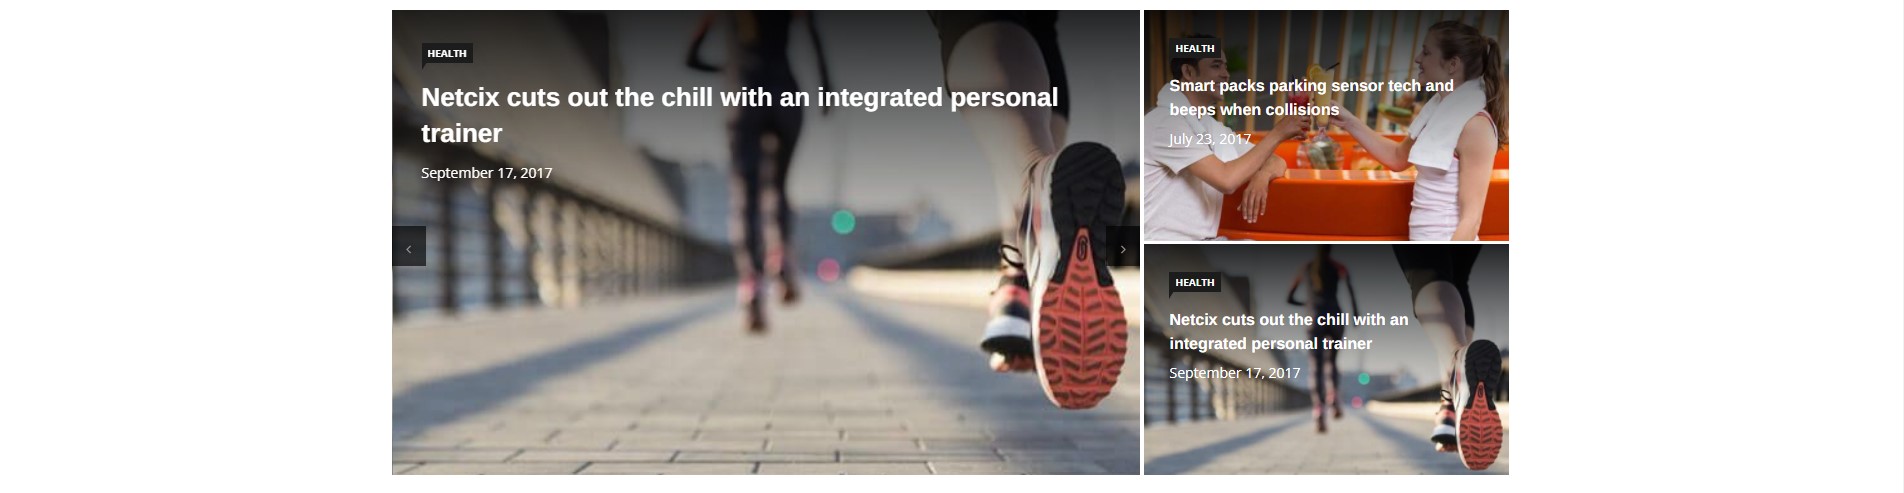 HEALTH
Netcix cuts out the chill with an integrated personal
trainer
September 17, 2017
HEALTH
Smart packs parking sensor tech and
beeps when collisions
July 23, 2017
HEALTH
Netcix cuts out the chill with an
integrated personal trainer
September 17, 2017